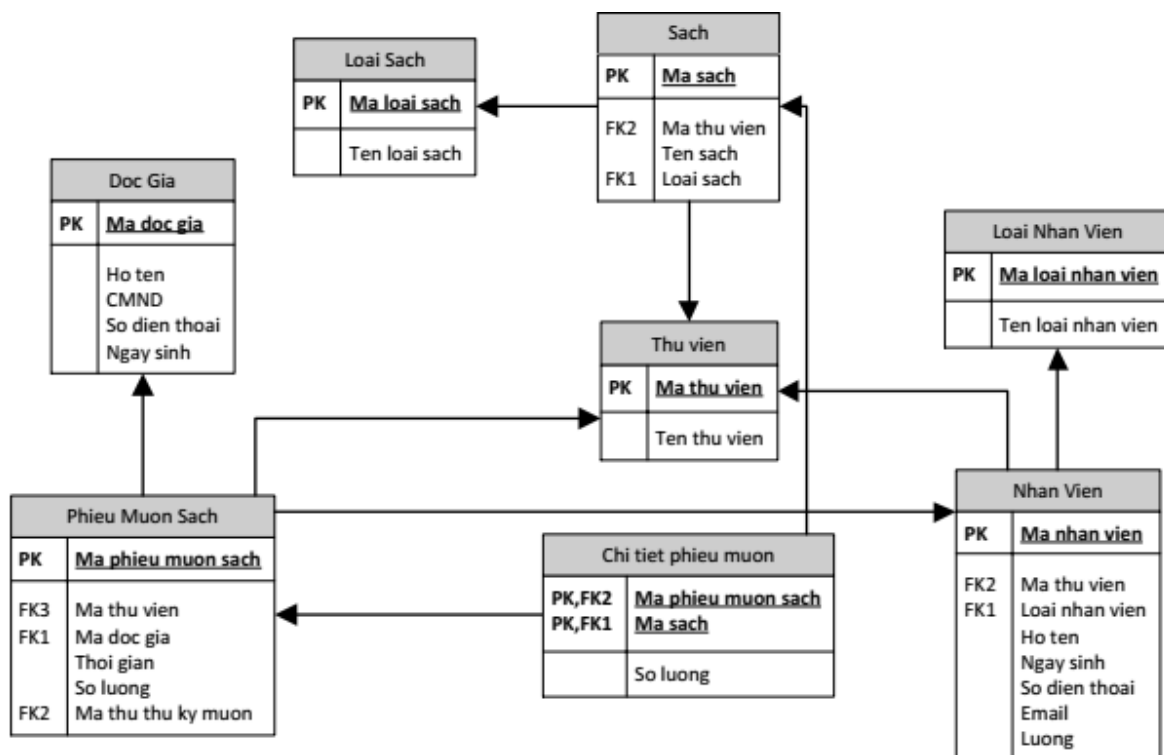 Sach
PK Ma sach
FK2 Ma thu vien
Ten sach
FK1 Loai sach
Loai Sach
PK Ma loai sach
Ten loai sach
Doc Gia
PK Ma doc gia
Ho ten
CMND
So dien thoai
Ngay sinh
Loai Nhan Vien
PK Ma loai nhan vien
Ten loai nhan vien
Thu vien
PK Ma thu vien
Ten thu vien
Phieu Muon Sach
PK Ma phieu muon sach
FK3 Ma thu vien
FK1 Ma doc gia
Thoi gian
So luong
FK2 Ma thu thu ky muon
Chi tiet phieu muon
PK,FK2 Ma phieu muon sach
PK,FK1 Ma sach
So luong
Nhan Vien
PK Ma nhan vien
FK2 Ma thu vien
FK1 Loai nhan vien
Ho ten
Ngay sinh
So dien thoai
Email
Luong